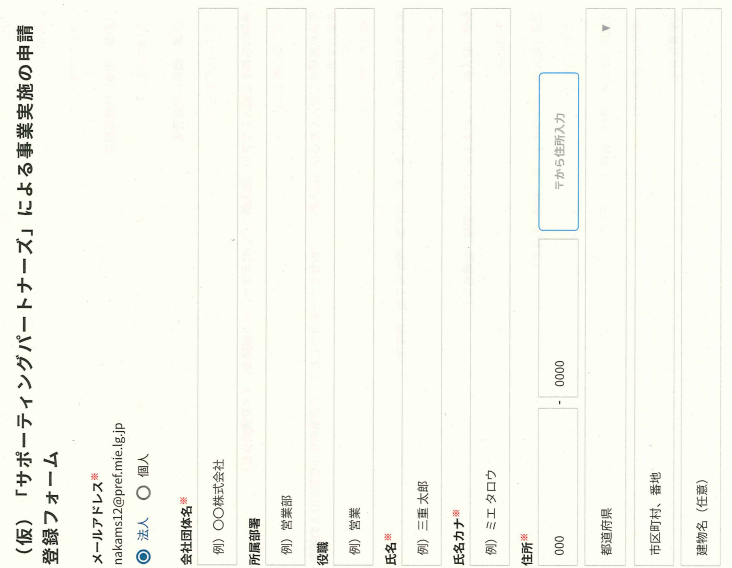 （仮）「サポーティングパートナーズ」による事業実施の申請
登録フォーム
メールアドレス※
nakams12@pref.mie.lg.jp
法人 個人
会社団体名※
例）〇〇株式会社
所属部署
例）営業部
役職
例）営業
氏名※
例）三重 太郎
氏名カナ※
例）ミエ タロウ
住所※
000 - 0000 〒から住所入力
都道府県 ▼
市区町村、番地
建物名（任意）